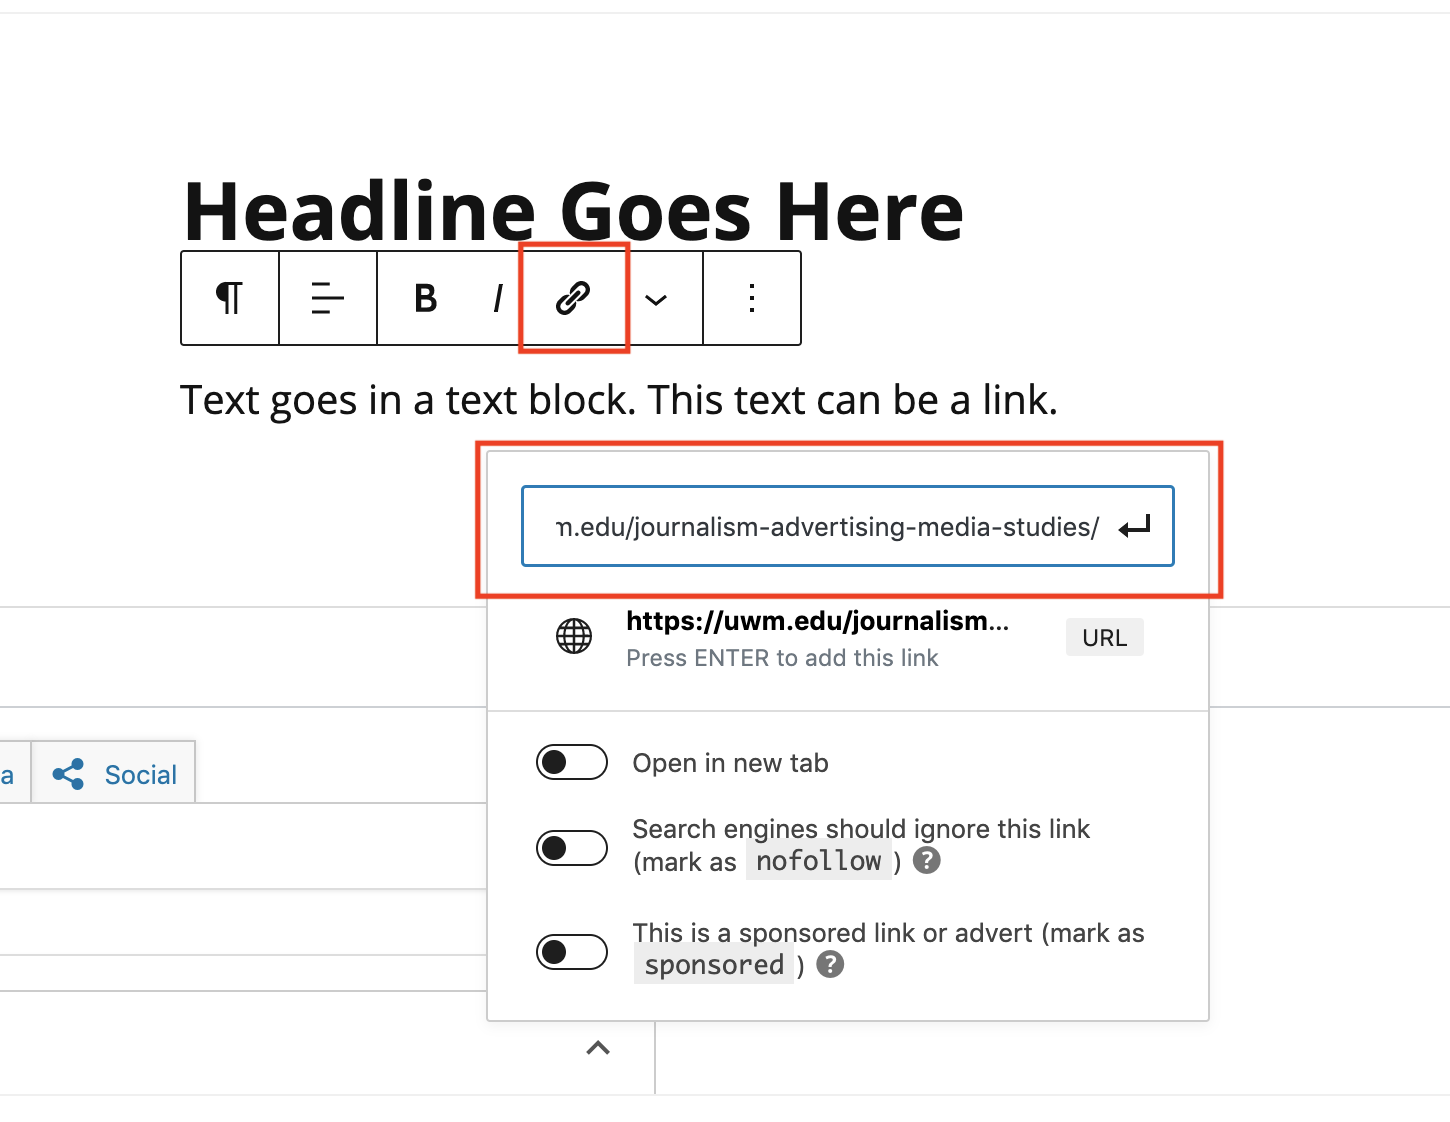 Headline Goes Here
B I
Text goes in a text block. This text can be a link.
m.edu/journalism-advertising-media-studies/
https://uwm.edu/journalism...
URL
Press ENTER to add this link
Open in new tab
a
Social
Search engines should ignore this link
(mark as nofollow )
This is a sponsored link or advert (mark as
sponsored )